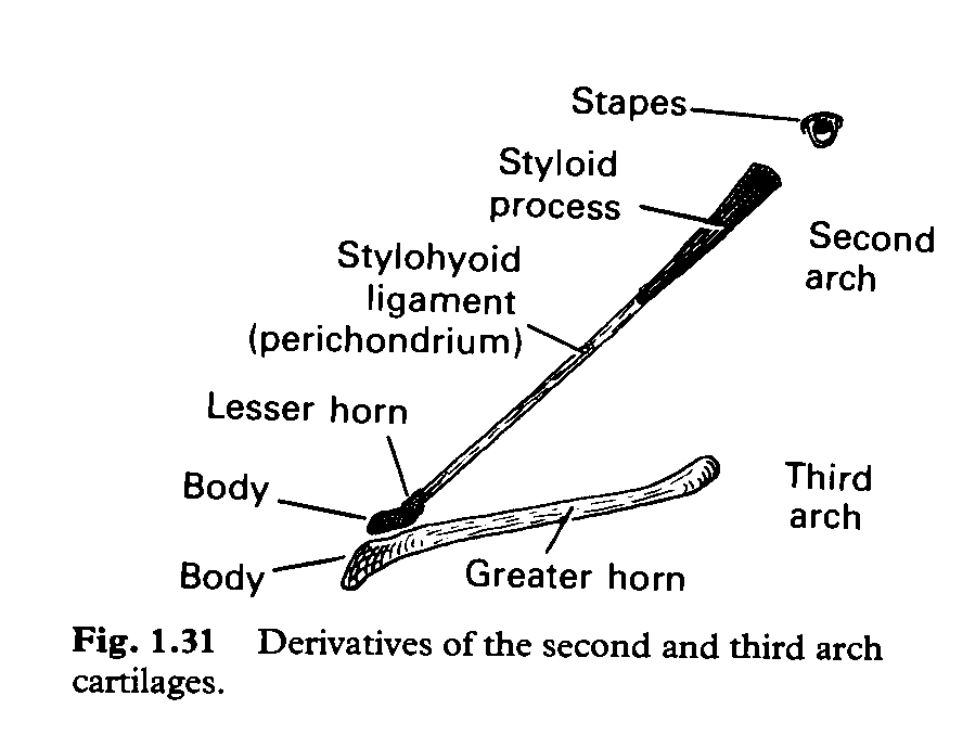 Stapes
Styloid
process
Second
arch
Stylohyoid
ligament
(perichondrium)
Lesser horn
Body
Third
arch
Body
Greater horn
Fig. 1.31 Derivatives of the second and third arch
cartilages.